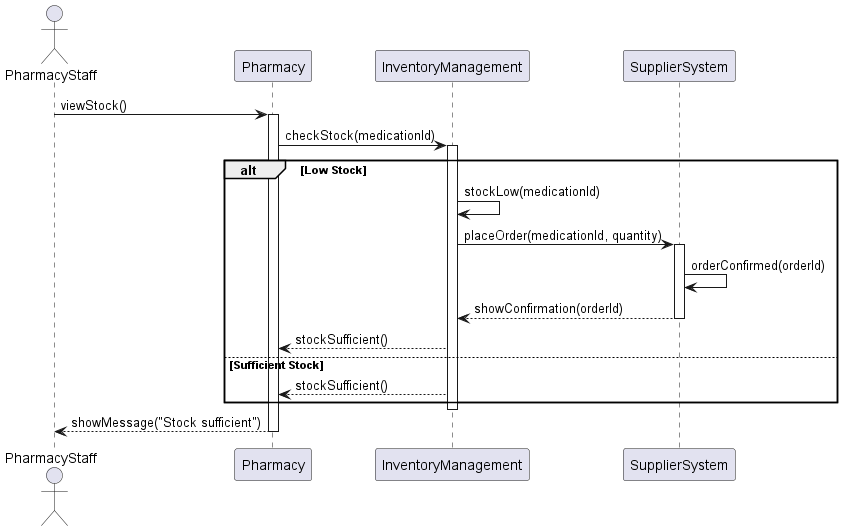 PharmacyStaff
Pharmacy
InventoryManagement
SupplierSystem
viewStock()
checkStock(medicationId)
alt
[Low Stock]
stockLow(medicationId)
placeOrder(medicationId, quantity)
orderConfirmed(orderId)
showConfirmation(orderId)
stockSufficient()
[Sufficient Stock]
stockSufficient()
showMessage("Stock sufficient")
PharmacyStaff
Pharmacy
InventoryManagement
SupplierSystem